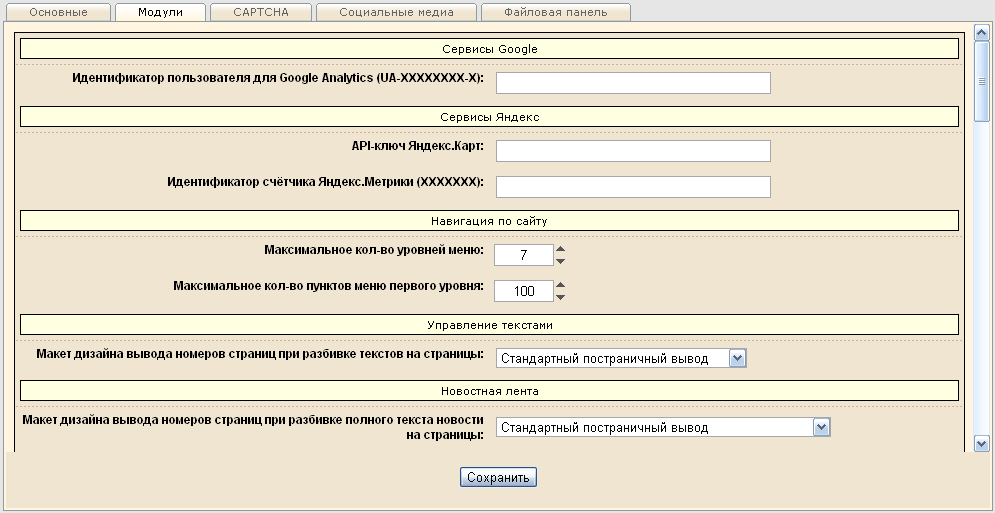 Основные Модули CAPTCHA Социальные медиа Файловая панель
Сервисы Google
Идентификатор пользователя для Google Analytics (UA-XXXXXXXX-X):
Сервисы Яндекс
API-ключ Яндекс.Карт:
Идентификатор счётчика Яндекс.Метрики (XXXXXXX):
Навигация по сайту
Максимальное кол-во уровней меню: 7
Максимальное кол-во пунктов меню первого уровня: 100
Управление текстами
Макет дизайна вывода номеров страниц при разбивке текстов на страницы: Стандартный постраничный вывод
Новостная лента
Макет дизайна вывода номеров страниц при разбивке полного текста новости
на страницы: Стандартный постраничный вывод
Сохранить